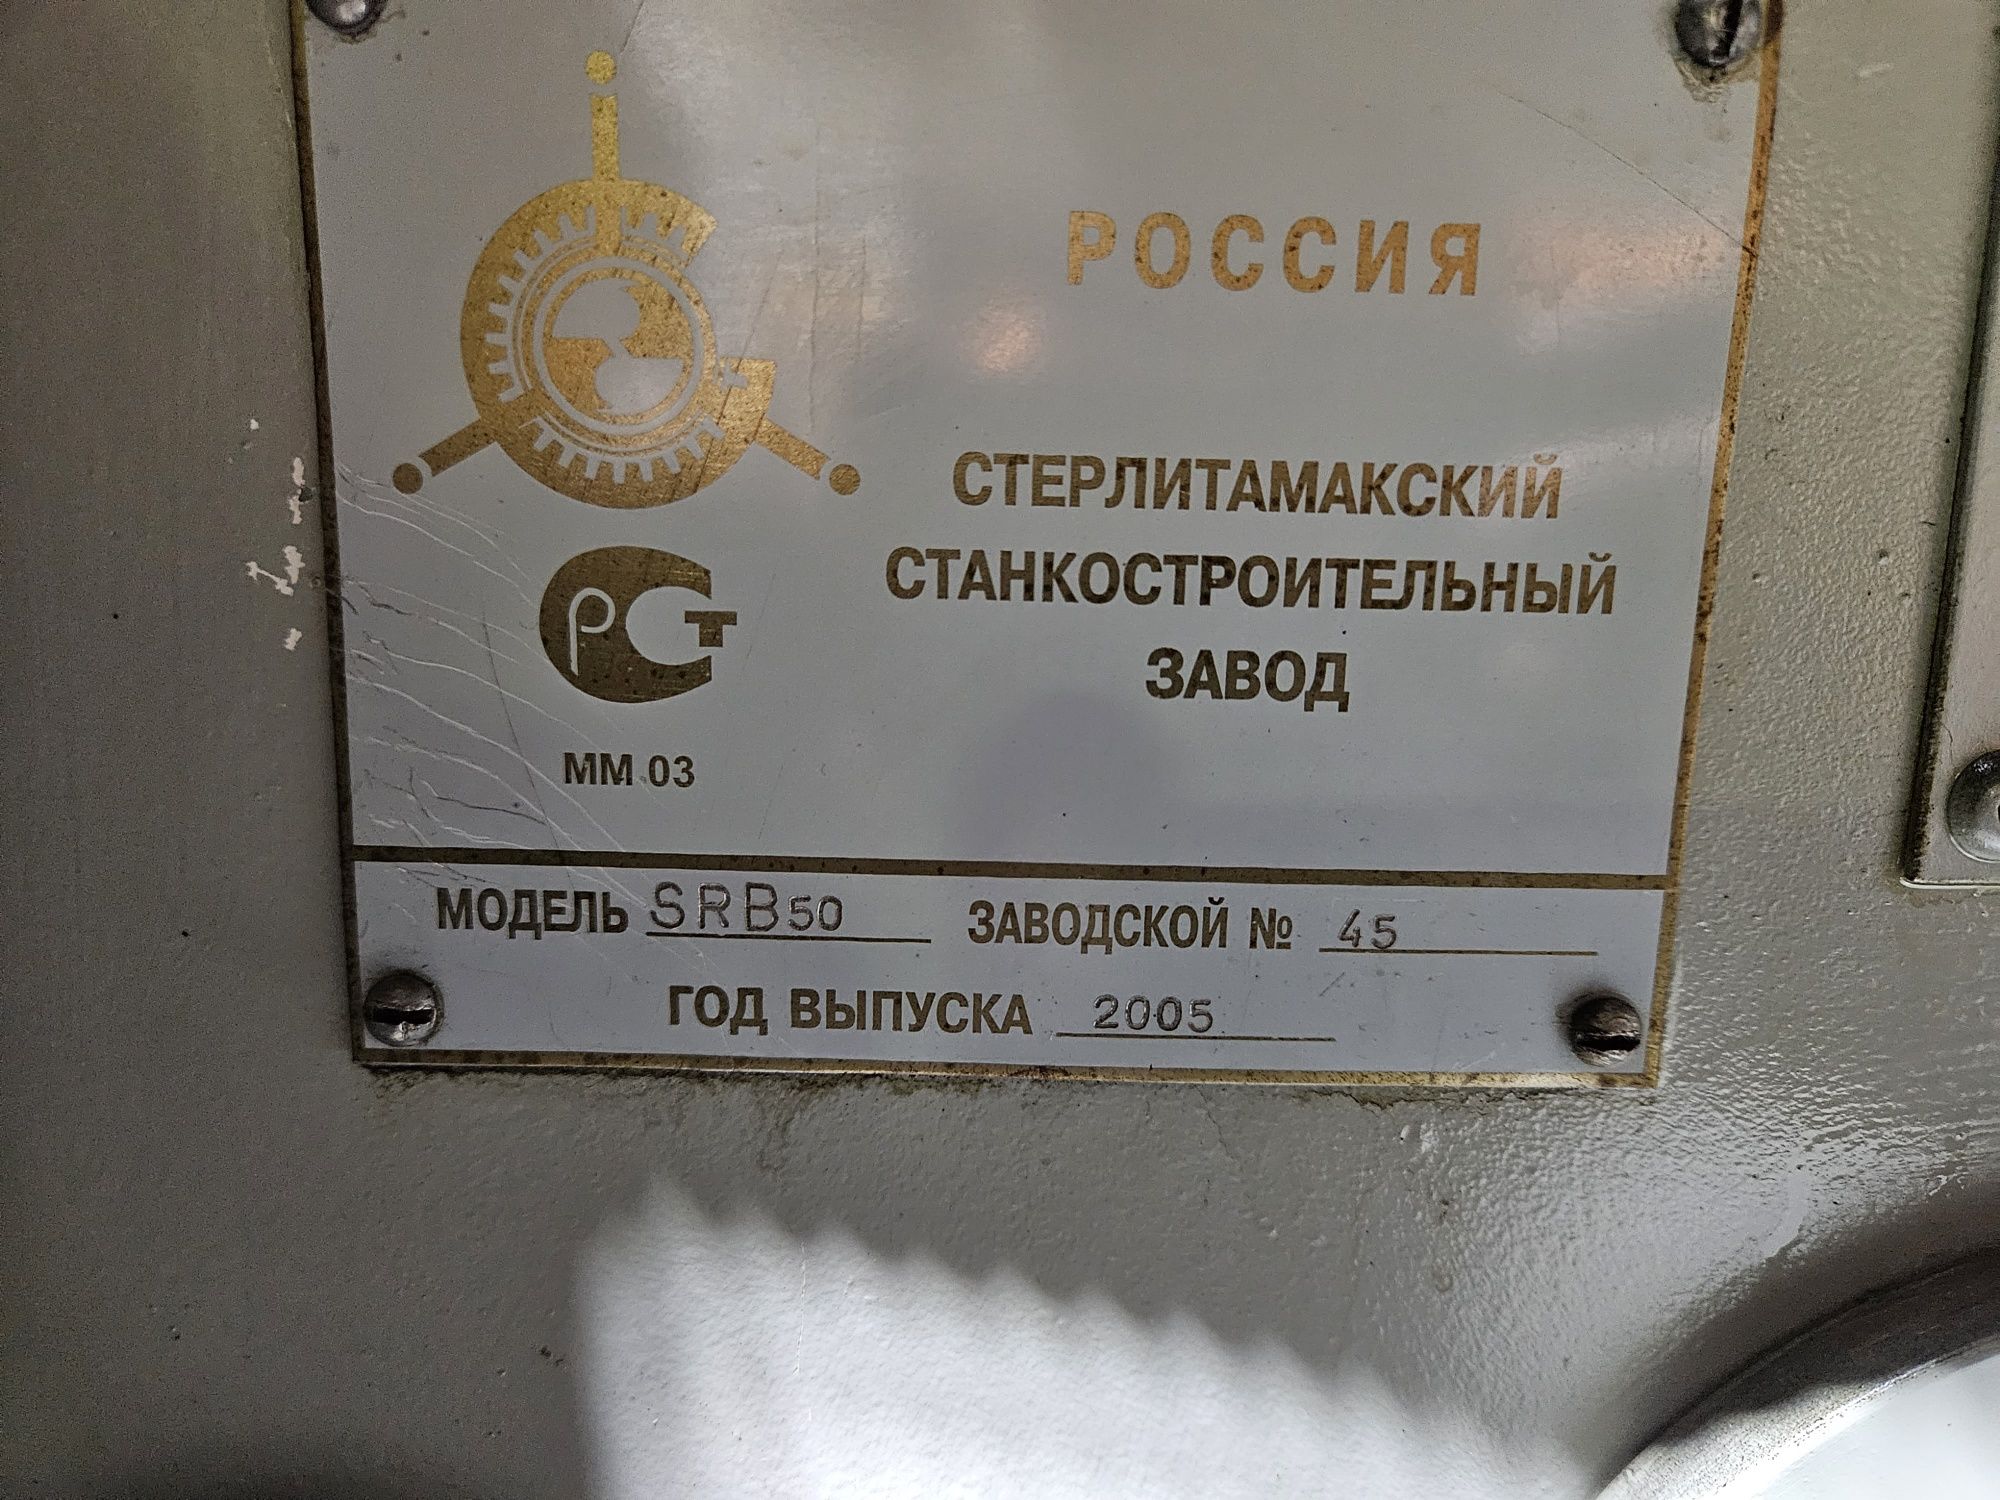 РОССИЯ
СТЕРЛИТАМАКСКИЙ
СТАНКОСТРОИТЕЛЬНЫЙ
ЗАВОД
РСТ
ММ 03
МОДЕЛЬ SRB50 ЗАВОДСКОЙ № 45
ГОД ВЫПУСКА 2005